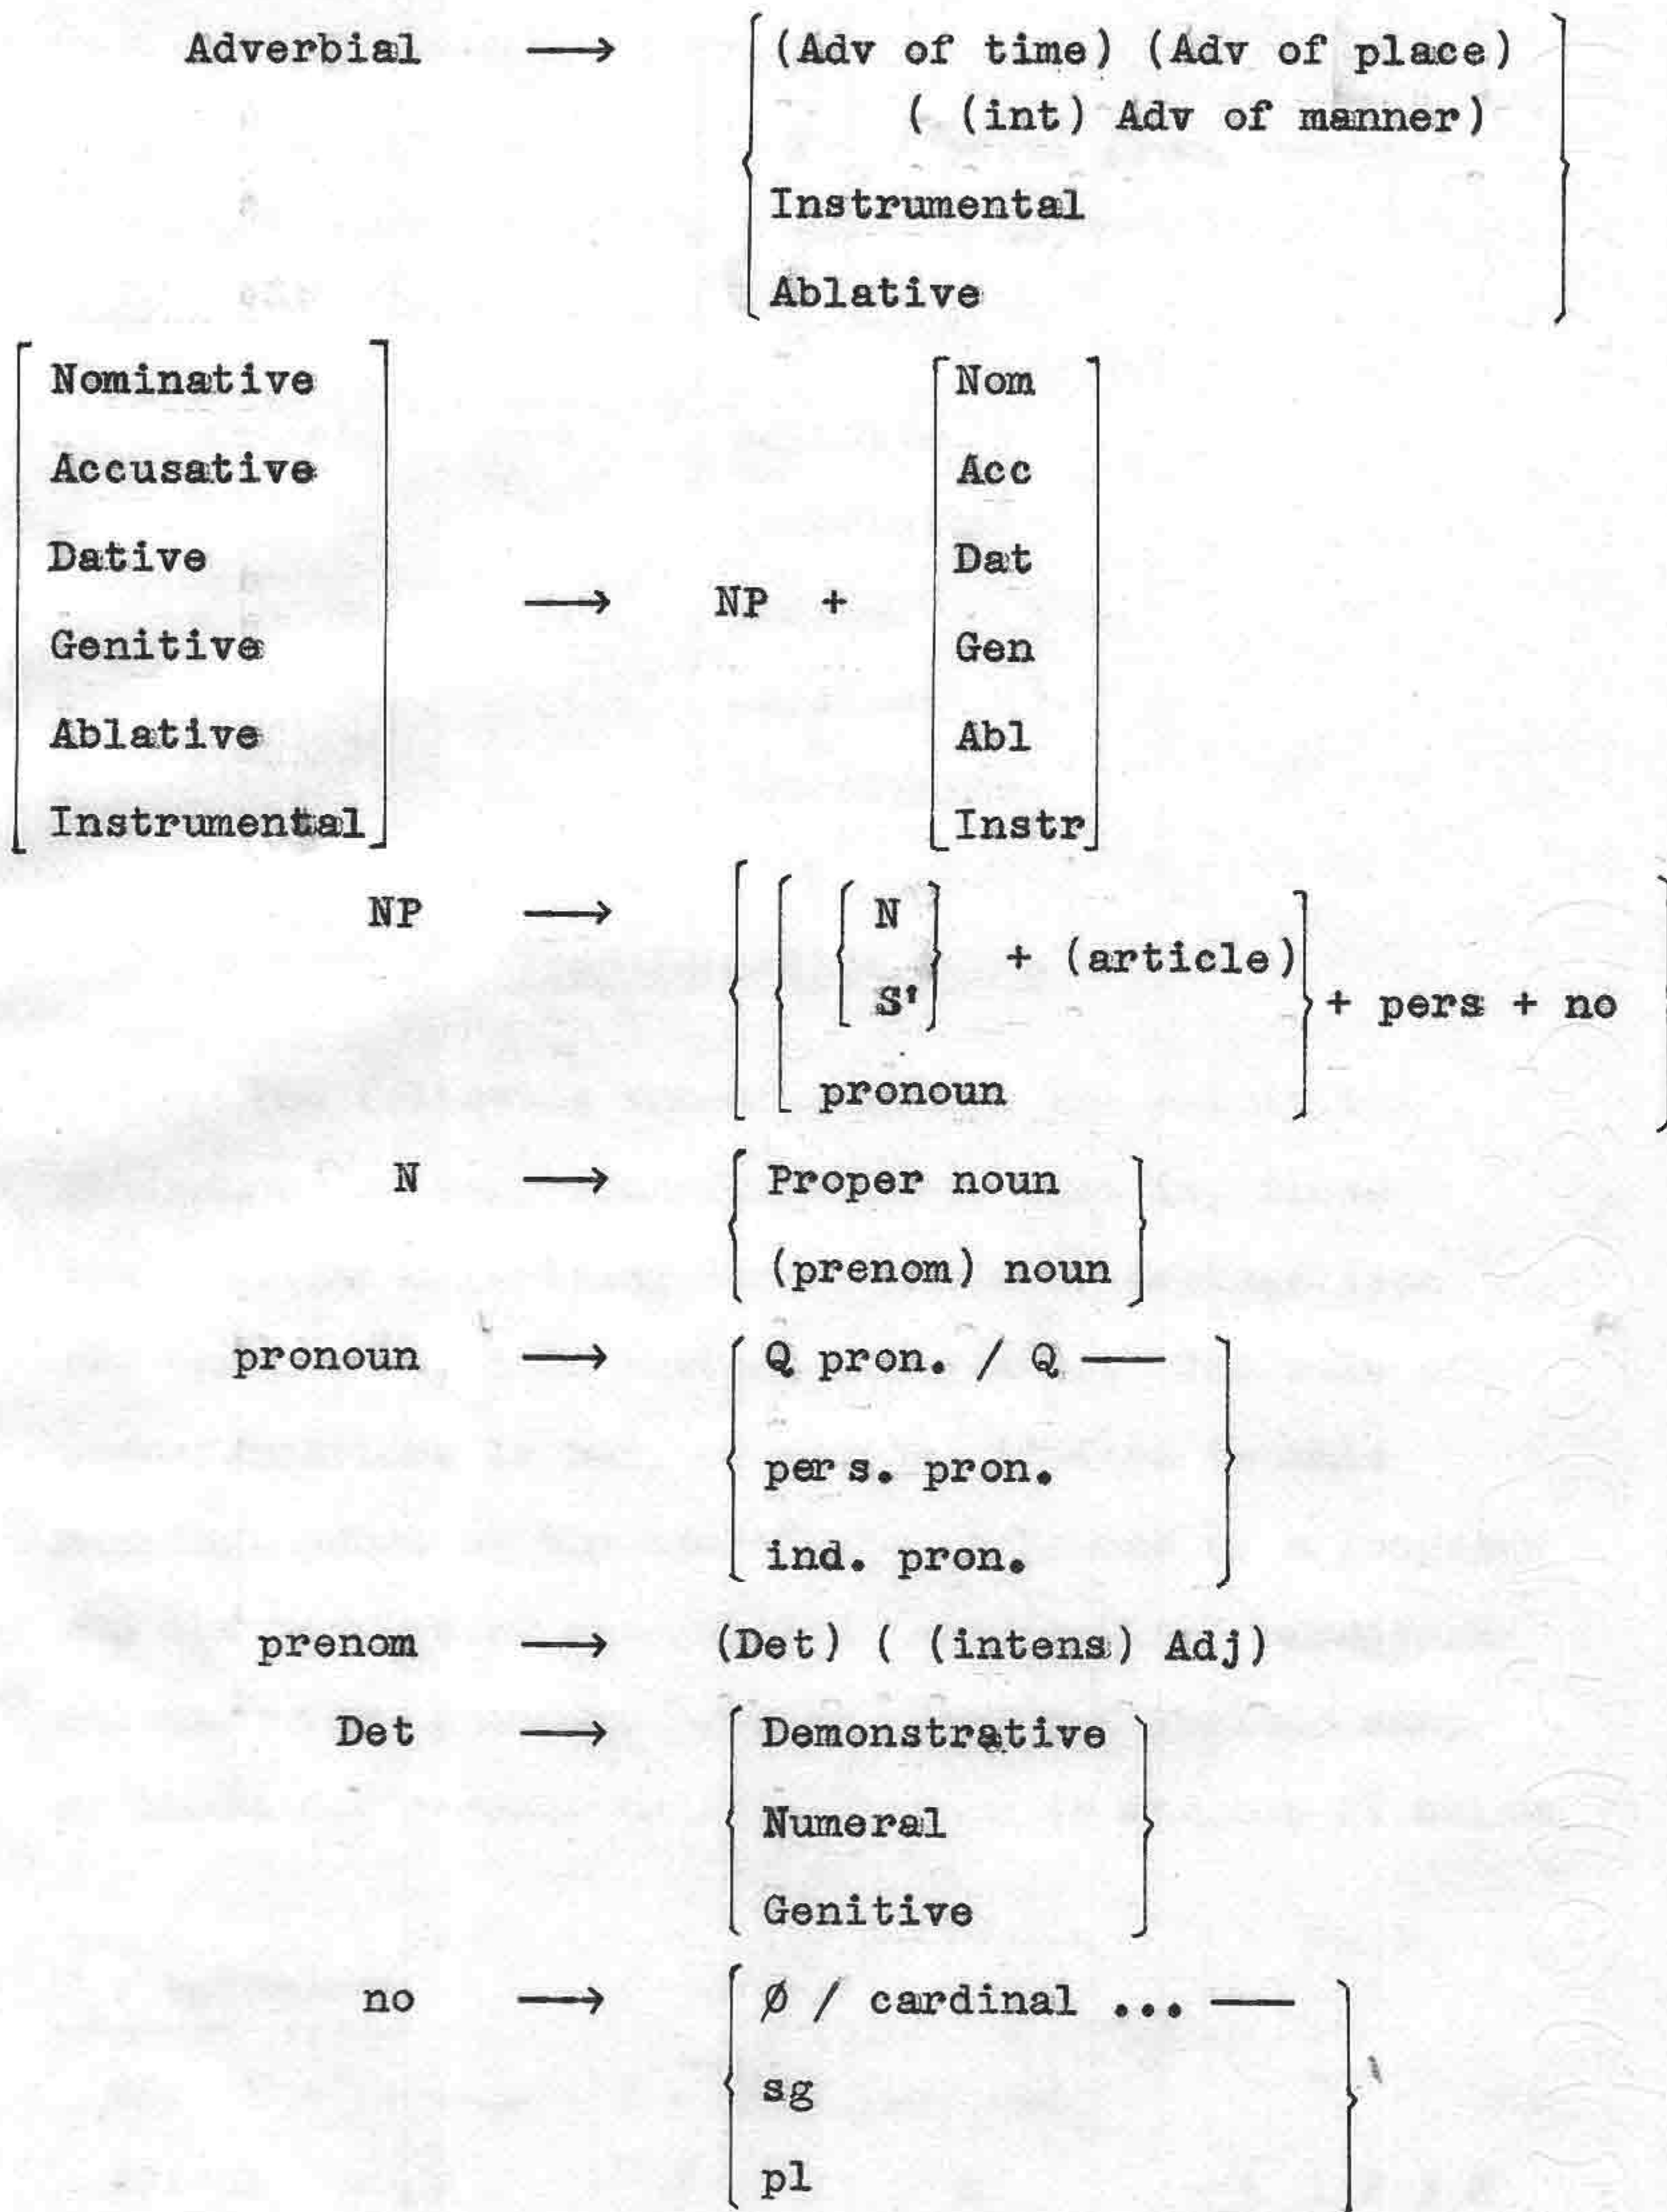 Adverbial ⟶ (Adv of time) (Adv of place)
( (int) Adv of manner)
Instrumental
Ablative
Nominative Nom
Accusative Acc
Dative Dat
⟶ NP +
Genitive Gen
Ablative Abl
Instrumental Instr
NP ⟶ N
+ (article)
S' + pers + no
pronoun
N ⟶ Proper noun
(prenom) noun
pronoun ⟶ Q pron. / Q —
pers. pron.
ind. pron.
prenom ⟶ (Det) ( (intens) Adj)
Det ⟶ Demonstrative
Numeral
Genitive
no ⟶ ∅ / cardinal ... —
sg
pl